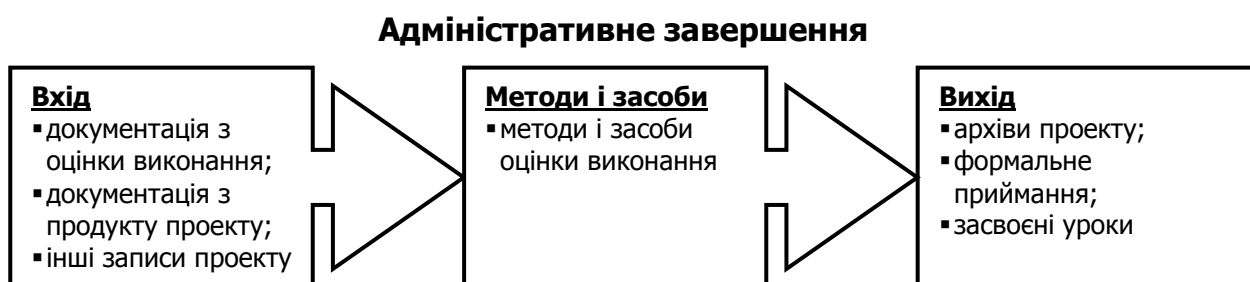 Адміністративне завершення
Вхід
▪документація з
оцінки виконання;
▪документація з
продукту проекту;
▪інші записи проекту
Методи і засоби
▪методи і засоби
оцінки виконання
Вихід
▪архіви проекту;
▪формальне
приймання;
▪засвоєні уроки